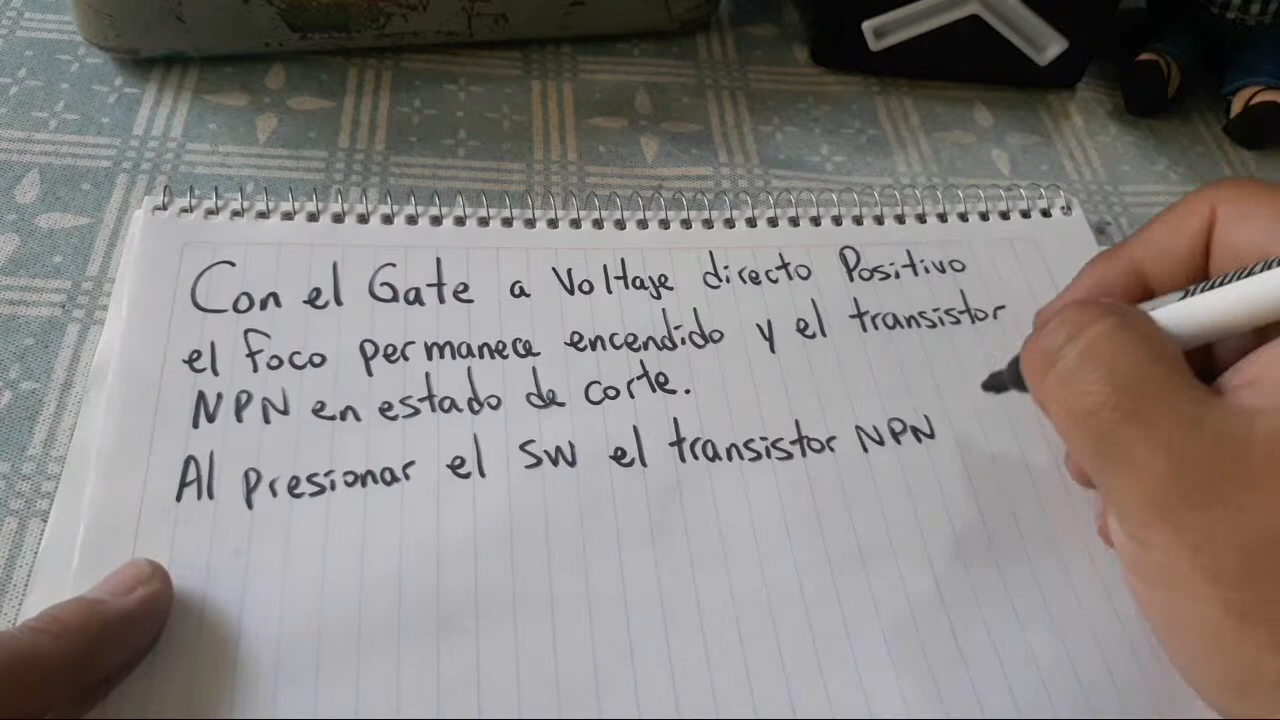 Con el Gate a Voltaje directo Positivo
el foco permanece encendido y el transistor
NPN en estado de corte.
Al presionar el SW el transistor NPN